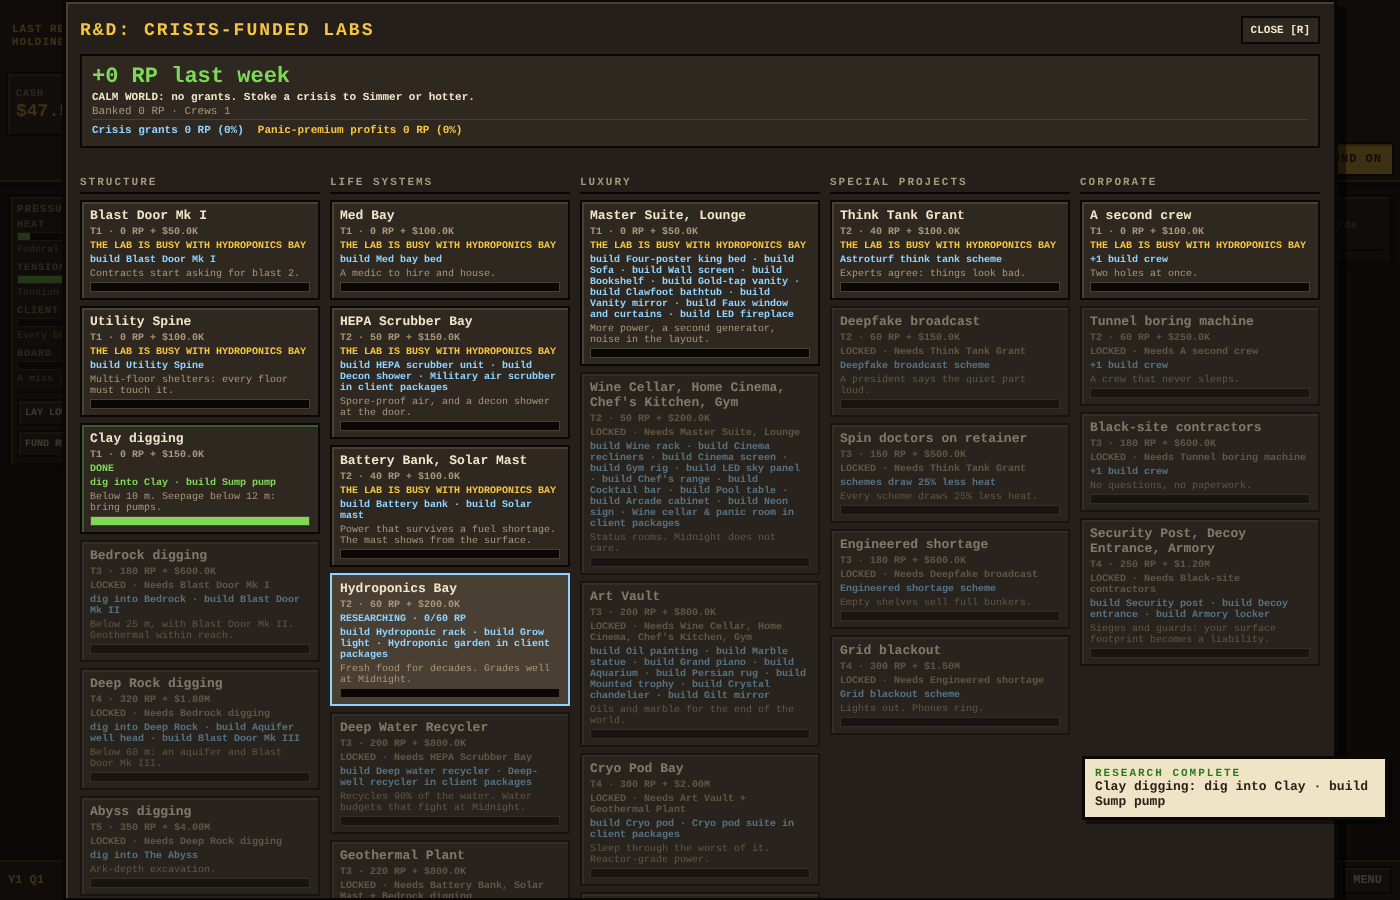 R&D: CRISIS-FUNDED LABS
CLOSE [R]
+0 RP last week
CALM WORLD: no grants. Stoke a crisis to Simmer or hotter.
Banked 0 RP · Crews 1
Crisis grants 0 RP (0%) Panic-premium profits 0 RP (0%)
STRUCTURE
Blast Door Mk I
T1 · 0 RP + $50.0K
THE LAB IS BUSY WITH HYDROPONICS BAY
build Blast Door Mk I
Contracts start asking for blast 2.
Utility Spine
T1 · 0 RP + $100.0K
THE LAB IS BUSY WITH HYDROPONICS BAY
build Utility Spine
Multi-floor shelters: every floor
must touch it.
Clay digging
T1 · 0 RP + $150.0K
DONE
dig into Clay · build Sump pump
Below 10 m. Seepage below 12 m:
bring pumps.
Bedrock digging
T3 · 180 RP + $600.0K
LOCKED · Needs Blast Door Mk I
dig into Bedrock · build Blast Door
Mk II
Below 25 m, with Blast Door Mk II.
Geothermal within reach.
Deep Rock digging
T4 · 320 RP + $1.80M
LOCKED · Needs Bedrock digging
dig into Deep Rock · build Aquifer
well head · build Blast Door Mk III
Below 60 m: an aquifer and Blast
Door Mk III.
Abyss digging
T5 · 350 RP + $4.00M
LOCKED · Needs Deep Rock digging
dig into The Abyss
Ark-depth excavation.
LIFE SYSTEMS
Med Bay
T1 · 0 RP + $100.0K
THE LAB IS BUSY WITH HYDROPONICS BAY
build Med bay bed
A medic to hire and house.
HEPA Scrubber Bay
T2 · 50 RP + $150.0K
THE LAB IS BUSY WITH HYDROPONICS BAY
build HEPA scrubber unit · build
Decon shower · Military air scrubber
in client packages
Spore-proof air, and a decon shower
at the door.
Battery Bank, Solar Mast
T2 · 40 RP + $100.0K
THE LAB IS BUSY WITH HYDROPONICS BAY
build Battery bank · build Solar
mast
Power that survives a fuel shortage.
The mast shows from the surface.
Hydroponics Bay
T2 · 60 RP + $200.0K
RESEARCHING · 0/60 RP
build Hydroponic rack · build Grow
light · Hydroponic garden in client
packages
Fresh food for decades. Grades well
at Midnight.
Deep Water Recycler
T3 · 200 RP + $800.0K
LOCKED · Needs HEPA Scrubber Bay
build Deep water recycler · Deep-
well recycler in client packages
Recycles 90% of the water. Water
budgets that fight at Midnight.
Geothermal Plant
T3 · 220 RP + $800.0K
LOCKED · Needs Battery Bank, Solar
Mast + Bedrock digging
LUXURY
Master Suite, Lounge
T1 · 0 RP + $50.0K
THE LAB IS BUSY WITH HYDROPONICS BAY
build Four-poster king bed · build
Sofa · build Wall screen · build
Bookshelf · build Gold-tap vanity ·
build Clawfoot bathtub · build
Vanity mirror · build Faux window
and curtains · build LED fireplace
More power, a second generator,
noise in the layout.
Wine Cellar, Home Cinema,
Chef's Kitchen, Gym
T2 · 50 RP + $200.0K
LOCKED · Needs Master Suite, Lounge
build Wine rack · build Cinema
recliners · build Cinema screen ·
build Gym rig · build LED sky panel
· build Chef's range · build
Cocktail bar · build Pool table ·
build Arcade cabinet · build Neon
sign · Wine cellar & panic room in
client packages
Status rooms. Midnight does not
care.
Art Vault
T3 · 200 RP + $800.0K
LOCKED · Needs Wine Cellar, Home
Cinema, Chef's Kitchen, Gym
build Oil painting · build Marble
statue · build Grand piano · build
Aquarium · build Persian rug · build
Mounted trophy · build Crystal
chandelier · build Gilt mirror
Oils and marble for the end of the
world.
Cryo Pod Bay
T4 · 300 RP + $2.00M
LOCKED · Needs Art Vault +
Geothermal Plant
build Cryo pod · Cryo pod suite in
client packages
Sleep through the worst of it.
Reactor-grade power.
SPECIAL PROJECTS
Think Tank Grant
T2 · 40 RP + $100.0K
THE LAB IS BUSY WITH HYDROPONICS BAY
Astroturf think tank scheme
Experts agree: things look bad.
Deepfake broadcast
T2 · 60 RP + $150.0K
LOCKED · Needs Think Tank Grant
Deepfake broadcast scheme
A president says the quiet part
loud.
Spin doctors on retainer
T3 · 150 RP + $500.0K
LOCKED · Needs Think Tank Grant
schemes draw 25% less heat
Every scheme draws 25% less heat.
Engineered shortage
T3 · 180 RP + $600.0K
LOCKED · Needs Deepfake broadcast
Engineered shortage scheme
Empty shelves sell full bunkers.
Grid blackout
T4 · 300 RP + $1.50M
LOCKED · Needs Engineered shortage
Grid blackout scheme
Lights out. Phones ring.
CORPORATE
A second crew
T1 · 0 RP + $100.0K
THE LAB IS BUSY WITH HYDROPONICS BAY
+1 build crew
Two holes at once.
Tunnel boring machine
T2 · 60 RP + $250.0K
LOCKED · Needs A second crew
+1 build crew
A crew that never sleeps.
Black-site contractors
T3 · 180 RP + $600.0K
LOCKED · Needs Tunnel boring machine
+1 build crew
No questions, no paperwork.
Security Post, Decoy
Entrance, Armory
T4 · 250 RP + $1.20M
LOCKED · Needs Black-site
contractors
build Security post · build Decoy
entrance · build Armory locker
Sieges and guards: your surface
footprint becomes a liability.
RESEARCH COMPLETE
Clay digging: dig into Clay · build
Sump pump
CASH
HEAT
Federal
TENSION
Tension
CLIENT
BOARD
Y1 Q1
MENU